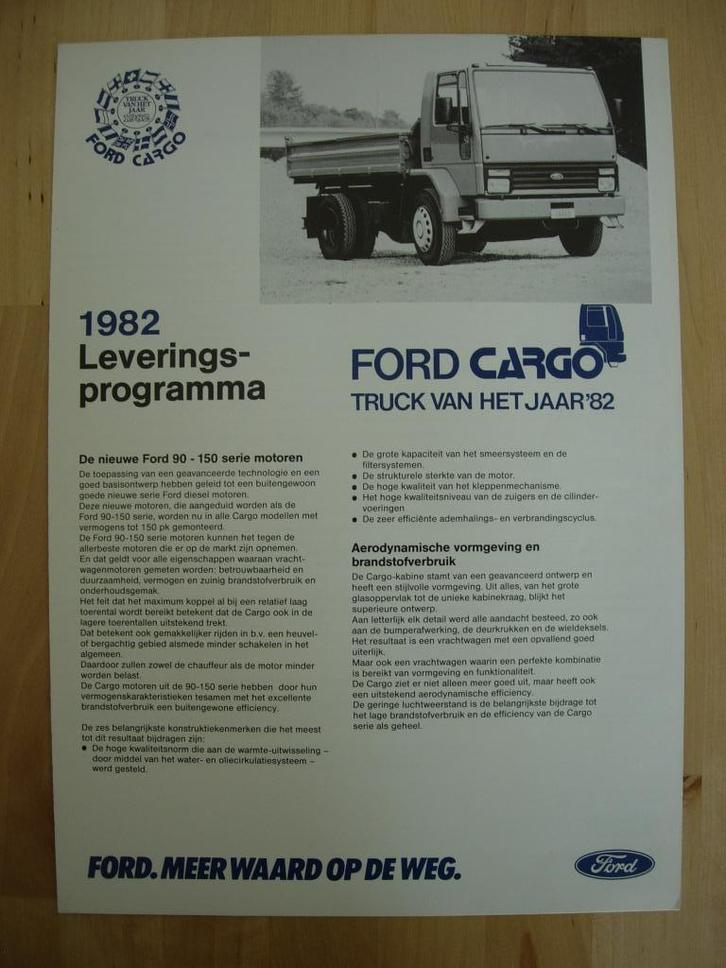 TRUCK
VAN HET
JAAR
1982
FORD CARGO
1982
Leverings-
programma
FORD CARGO
TRUCK VAN HET JAAR '82
De nieuwe Ford 90 - 150 serie motoren
De toepassing van een geavanceerde technologie en een
goed basisontwerp hebben geleid tot een buitengewoon
goede nieuwe serie Ford diesel motoren.
Deze nieuwe motoren, die aangeduid worden als de
Ford 90-150 serie, worden nu in alle Cargo modellen met
vermogens tot 150 pk gemonteerd.
De Ford 90-150 serie motoren kunnen het tegen de
allerbeste motoren die er op de markt zijn opnemen.
En dat geldt voor alle eigenschappen waaraan vracht-
wagenmotoren gemeten worden: betrouwbaarheid en
duurzaamheid, vermogen en zuinig brandstofverbruik en
onderhoudsgemak.
Het feit dat het maximum koppel al bij een relatief laag
toerental wordt bereikt betekent dat de Cargo ook in de
lagere toerentallen uitstekend trekt.
Dat betekent ook gemakkelijker rijden in b.v. een heuvel-
of bergachtig gebied alsmede minder schakelen in het
algemeen.
Daardoor zullen zowel de chauffeur als de motor minder
worden belast.
De Cargo motoren uit de 90-150 serie hebben door hun
vermogenskarakteristieken tesamen met het excellente
brandstofverbruik een buitengewone efficiency.
De zes belangrijkste konstruktiekenmerken die het meest
tot dit resultaat bijdragen zijn:
● De hoge kwaliteitsnorm die aan de warmte-uitwisseling –
door middel van het water- en oliecirkulatiesysteem –
werd gesteld.
● De grote kapaciteit van het smeersysteem en de
filtersystemen.
● De strukturele sterkte van de motor.
● De hoge kwaliteit van het kleppenmechanisme.
● Het hoge kwaliteitsniveau van de zuigers en de cilinder-
voeringen
● De zeer efficiënte ademhalings- en verbrandingscyclus.
Aerodynamische vormgeving en
brandstofverbruik
De Cargo-kabine stamt van een geavanceerd ontwerp en
heeft een stijlvolle vormgeving. Uit alles, van het grote
glasoppervlak tot de unieke kabinekraag, blijkt het
superieure ontwerp.
Aan letterlijk elk detail werd alle aandacht besteed, zo ook
aan de bumperafwerking, de deurkrukken en de wieldeksels.
Het resultaat is een vrachtwagen met een opvallend goed
uiterlijk.
Maar ook een vrachtwagen waarin een perfekte kombinatie
is bereikt van vormgeving en funktionaliteit.
De Cargo ziet er niet alleen meer goed uit, maar heeft ook
een uitstekend aerodynamische efficiency.
De geringe luchtweerstand is de belangrijkste bijdrage tot
het lage brandstofverbruik en de efficiency van de Cargo
serie als geheel.
FORD. MEER WAARD OP DE WEG.
Ford